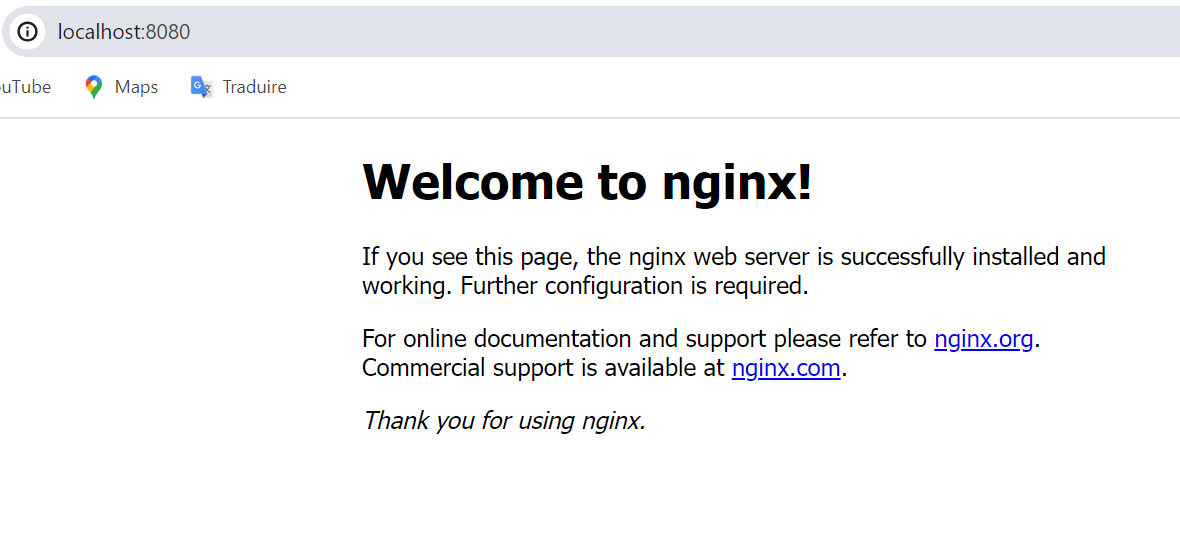 localhost:8080
ouTube Maps Traduire
Welcome to nginx!
If you see this page, the nginx web server is successfully installed and
working. Further configuration is required.
For online documentation and support please refer to nginx.org.
Commercial support is available at nginx.com.
Thank you for using nginx.